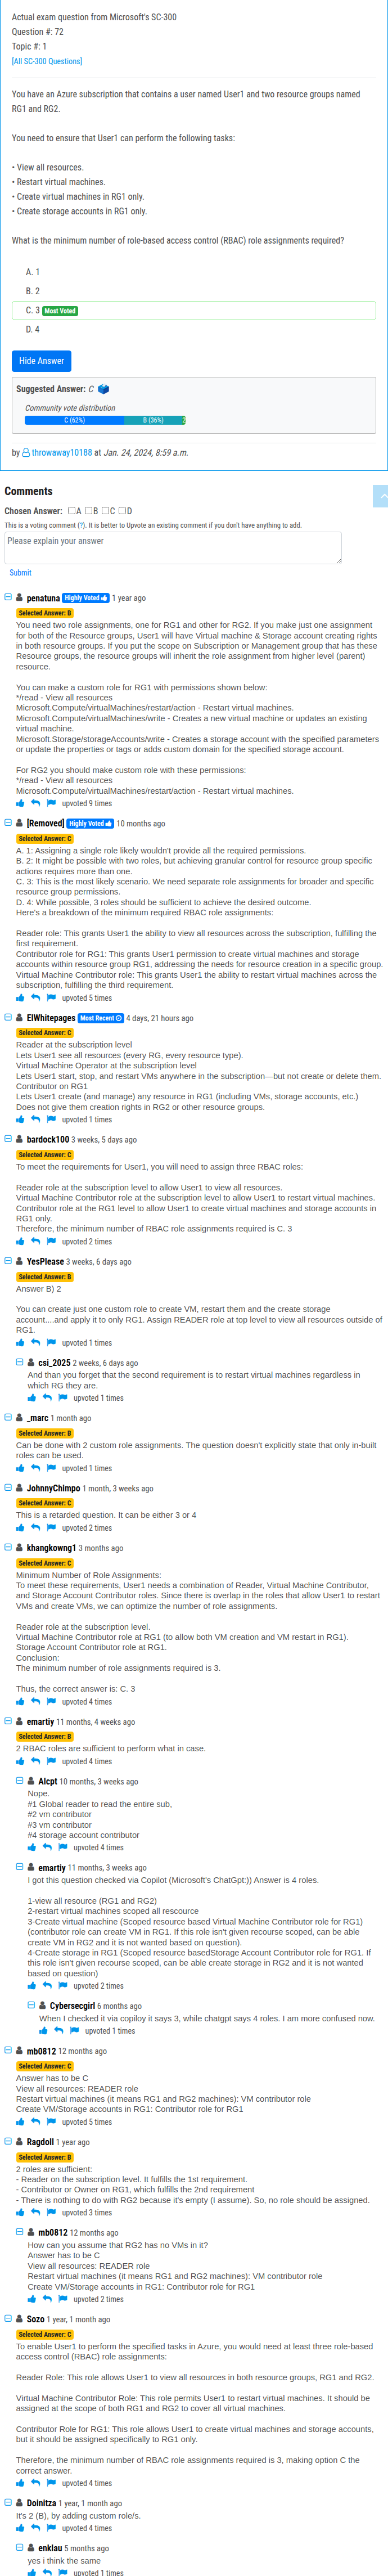 Actual exam question from Microsoft's SC-300
Question #: 72
Topic #: 1
[All SC-300 Questions]
You have an Azure subscription that contains a user named User1 and two resource groups named
RG1 and RG2.
You need to ensure that User1 can perform the following tasks:
• View all resources.
• Restart virtual machines.
• Create virtual machines in RG1 only.
• Create storage accounts in RG1 only.
What is the minimum number of role-based access control (RBAC) role assignments required?
A. 1
B. 2
C. 3 Most Voted
D. 4
Hide Answer
Suggested Answer: C
Community vote distribution
C (62%) B (36%)
by throwaway10188 at Jan. 24, 2024, 8:59 a.m.
Comments
Chosen Answer: A B C D
This is a voting comment (?). It is better to Upvote an existing comment if you don't have anything to add.
Please explain your answer
Submit
penatuna Highly Voted 1 year ago
Selected Answer: B
You need two role assignments, one for RG1 and other for RG2. If you make just one assignment
for both of the Resource groups, User1 will have Virtual machine & Storage account creating rights
in both resource groups. If you put the scope on Subscription or Management group that has these
Resource groups, the resource groups will inherit the role assignment from higher level (parent)
resource.
You can make a custom role for RG1 with permissions shown below:
*/read - View all resources
Microsoft.Compute/virtualMachines/restart/action - Restart virtual machines.
Microsoft.Compute/virtualMachines/write - Creates a new virtual machine or updates an existing
virtual machine.
Microsoft.Storage/storageAccounts/write - Creates a storage account with the specified parameters
or update the properties or tags or adds custom domain for the specified storage account.
For RG2 you should make custom role with these permissions:
*/read - View all resources
Microsoft.Compute/virtualMachines/restart/action - Restart virtual machines.
upvoted 9 times
[Removed] Highly Voted 10 months ago
Selected Answer: C
A. 1: Assigning a single role likely wouldn't provide all the required permissions.
B. 2: It might be possible with two roles, but achieving granular control for resource group specific
actions requires more than one.
C. 3: This is the most likely scenario. We need separate role assignments for broader and specific
resource group permissions.
D. 4: While possible, 3 roles should be sufficient to achieve the desired outcome.
Here's a breakdown of the minimum required RBAC role assignments:
Reader role: This grants User1 the ability to view all resources across the subscription, fulfilling the
first requirement.
Contributor role for RG1: This grants User1 permission to create virtual machines and storage
accounts within resource group RG1, addressing the needs for resource creation in a specific group.
Virtual Machine Contributor role: This grants User1 the ability to restart virtual machines across the
subscription, fulfilling the third requirement.
upvoted 5 times
ElWhitepages Most Recent 4 days, 21 hours ago
Selected Answer: C
Reader at the subscription level
Lets User1 see all resources (every RG, every resource type).
Virtual Machine Operator at the subscription level
Lets User1 start, stop, and restart VMs anywhere in the subscription—but not create or delete them.
Contributor on RG1
Lets User1 create (and manage) any resource in RG1 (including VMs, storage accounts, etc.)
Does not give them creation rights in RG2 or other resource groups.
upvoted 1 times
bardock100 3 weeks, 5 days ago
Selected Answer: C
To meet the requirements for User1, you will need to assign three RBAC roles:
Reader role at the subscription level to allow User1 to view all resources.
Virtual Machine Contributor role at the subscription level to allow User1 to restart virtual machines.
Contributor role at the RG1 level to allow User1 to create virtual machines and storage accounts in
RG1 only.
Therefore, the minimum number of RBAC role assignments required is C. 3
upvoted 2 times
YesPlease 3 weeks, 6 days ago
Selected Answer: B
Answer B) 2
You can create just one custom role to create VM, restart them and the create storage
account....and apply it to only RG1. Assign READER role at top level to view all resources outside of
RG1.
upvoted 1 times
csi_2025 2 weeks, 6 days ago
And than you forget that the second requirement is to restart virtual machines regardless in
which RG they are.
upvoted 1 times
_marc 1 month ago
Selected Answer: B
Can be done with 2 custom role assignments. The question doesn't explicitly state that only in-built
roles can be used.
upvoted 1 times
JohnnyChimpo 1 month, 3 weeks ago
Selected Answer: C
This is a retarded question. It can be either 3 or 4
upvoted 2 times
khangkowng1 3 months ago
Selected Answer: C
Minimum Number of Role Assignments:
To meet these requirements, User1 needs a combination of Reader, Virtual Machine Contributor,
and Storage Account Contributor roles. Since there is overlap in the roles that allow User1 to restart
VMs and create VMs, we can optimize the number of role assignments.
Reader role at the subscription level.
Virtual Machine Contributor role at RG1 (to allow both VM creation and VM restart in RG1).
Storage Account Contributor role at RG1.
Conclusion:
The minimum number of role assignments required is 3.
Thus, the correct answer is: C. 3
upvoted 4 times
emartiy 11 months, 4 weeks ago
Selected Answer: B
2 RBAC roles are sufficient to perform what in case.
upvoted 4 times
Alcpt 10 months, 3 weeks ago
Nope.
#1 Global reader to read the entire sub,
#2 vm contributor
#3 vm contributor
#4 storage account contributor
upvoted 4 times
emartiy 11 months, 3 weeks ago
I got this question checked via Copilot (Microsoft's ChatGpt:)) Answer is 4 roles.
1-view all resource (RG1 and RG2)
2-restart virtual machines scoped all rescource
3-Create virtual machine (Scoped resource based Virtual Machine Contributor role for RG1)
(contributor role can create VM in RG1. If this role isn't given recourse scoped, can be able
create VM in RG2 and it is not wanted based on question).
4-Create storage in RG1 (Scoped resource basedStorage Account Contributor role for RG1. If
this role isn't given recourse scoped, can be able create storage in RG2 and it is not wanted
based on question)
upvoted 2 times
Cybersecgirl 6 months ago
When I checked it via copiloy it says 3, while chatgpt says 4 roles. I am more confused now.
upvoted 1 times
mb0812 12 months ago
Selected Answer: C
Answer has to be C
View all resources: READER role
Restart virtual machines (it means RG1 and RG2 machines): VM contributor role
Create VM/Storage accounts in RG1: Contributor role for RG1
upvoted 5 times
Ragdoll 1 year ago
Selected Answer: B
2 roles are sufficient:
- Reader on the subscription level. It fulfills the 1st requirement.
- Contributor or Owner on RG1, which fulfills the 2nd requirement
- There is nothing to do with RG2 because it's empty (I assume). So, no role should be assigned.
upvoted 3 times
mb0812 12 months ago
How can you assume that RG2 has no VMs in it?
Answer has to be C
View all resources: READER role
Restart virtual machines (it means RG1 and RG2 machines): VM contributor role
Create VM/Storage accounts in RG1: Contributor role for RG1
upvoted 2 times
Sozo 1 year, 1 month ago
Selected Answer: C
To enable User1 to perform the specified tasks in Azure, you would need at least three role-based
access control (RBAC) role assignments:
Reader Role: This role allows User1 to view all resources in both resource groups, RG1 and RG2.
Virtual Machine Contributor Role: This role permits User1 to restart virtual machines. It should be
assigned at the scope of both RG1 and RG2 to cover all virtual machines.
Contributor Role for RG1: This role allows User1 to create virtual machines and storage accounts,
but it should be assigned specifically to RG1 only.
Therefore, the minimum number of RBAC role assignments required is 3, making option C the
correct answer.
upvoted 4 times
Doinitza 1 year, 1 month ago
It's 2 (B), by adding custom role/s.
upvoted 4 times
enklau 5 months ago
yes i think the same
upvoted 1 times